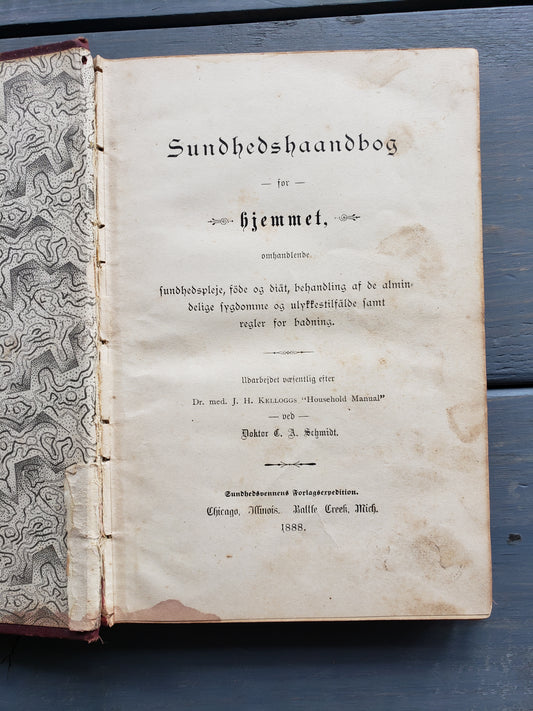 Sundhedshaandbog
— for —
hjemmet,
omhandlende.
sundhedspleje, föde og diät, behandling af de almin-
delige sygdomme og ulykkestilfälde samt
regler for badning.
Udarbejdet væsentlig efter
Dr. med. J. H. Kelloggs "Household Manual"
— ved —
Doktor C. A. Schmidt.
Sundhedsvennens Forlagsexpedition.
Chicago, Illinois. Battle Creek, Mich.
1888.